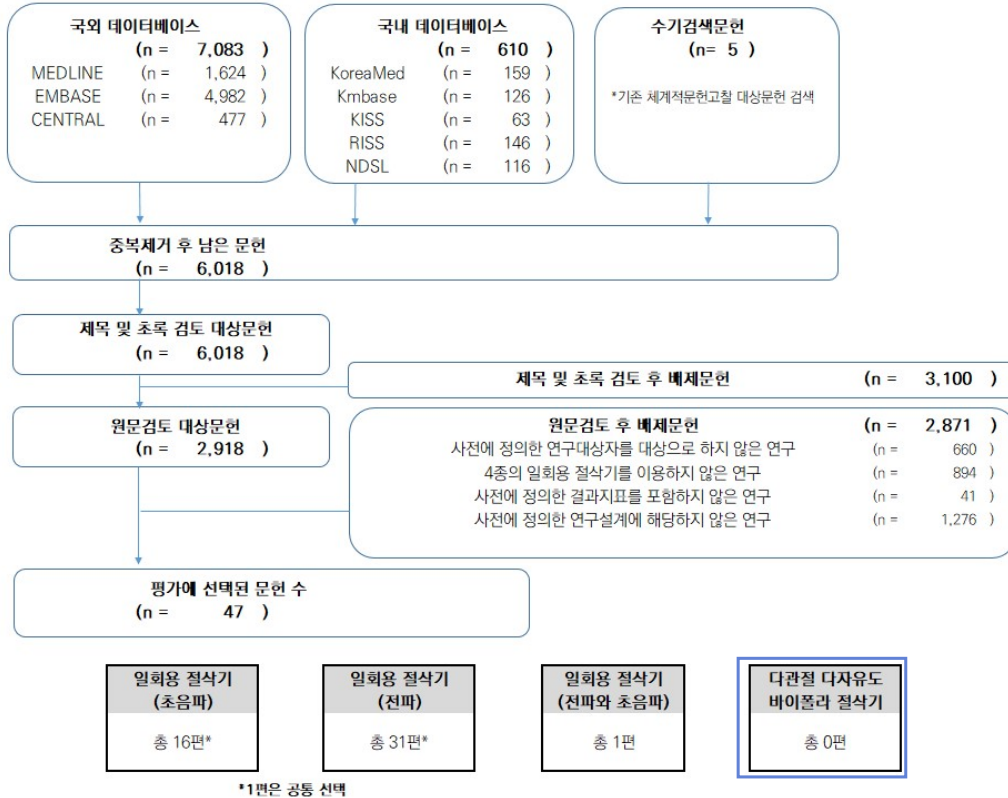 국외 데이터베이스
(n = 7,083 )
MEDLINE (n = 1,624 )
EMBASE (n = 4,982 )
CENTRAL (n = 477 )
국내 데이터베이스
(n = 610 )
KoreaMed (n = 159 )
Kmbase (n = 126 )
KISS (n = 63 )
RISS (n = 146 )
NDSL (n = 116 )
수기검색문헌
(n= 5 )
*기존 체계적문헌고찰 대상문헌 검색
중복제거 후 남은 문헌
(n = 6,018 )
제목 및 초록 검토 대상문헌
(n = 6,018 )
제목 및 초록 검토 후 배제문헌 (n = 3,100 )
원문검토 대상문헌
(n = 2,918 )
원문검토 후 배제문헌 (n = 2,871 )
사전에 정의한 연구대상자를 대상으로 하지 않은 연구 (n = 660 )
4종의 일회용 절삭기를 이용하지 않은 연구 (n = 894 )
사전에 정의한 결과지표를 포함하지 않은 연구 (n = 41 )
사전에 정의한 연구설계에 해당하지 않은 연구 (n = 1,276 )
평가에 선택된 문헌 수
(n = 47 )
일회용 절삭기
(초음파)
총 16편*
일회용 절삭기
(전파)
총 31편*
일회용 절삭기
(전파와 초음파)
총 1편
다관절 다자유도
바이폴라 절삭기
총 0편
*1편은 공통 선택